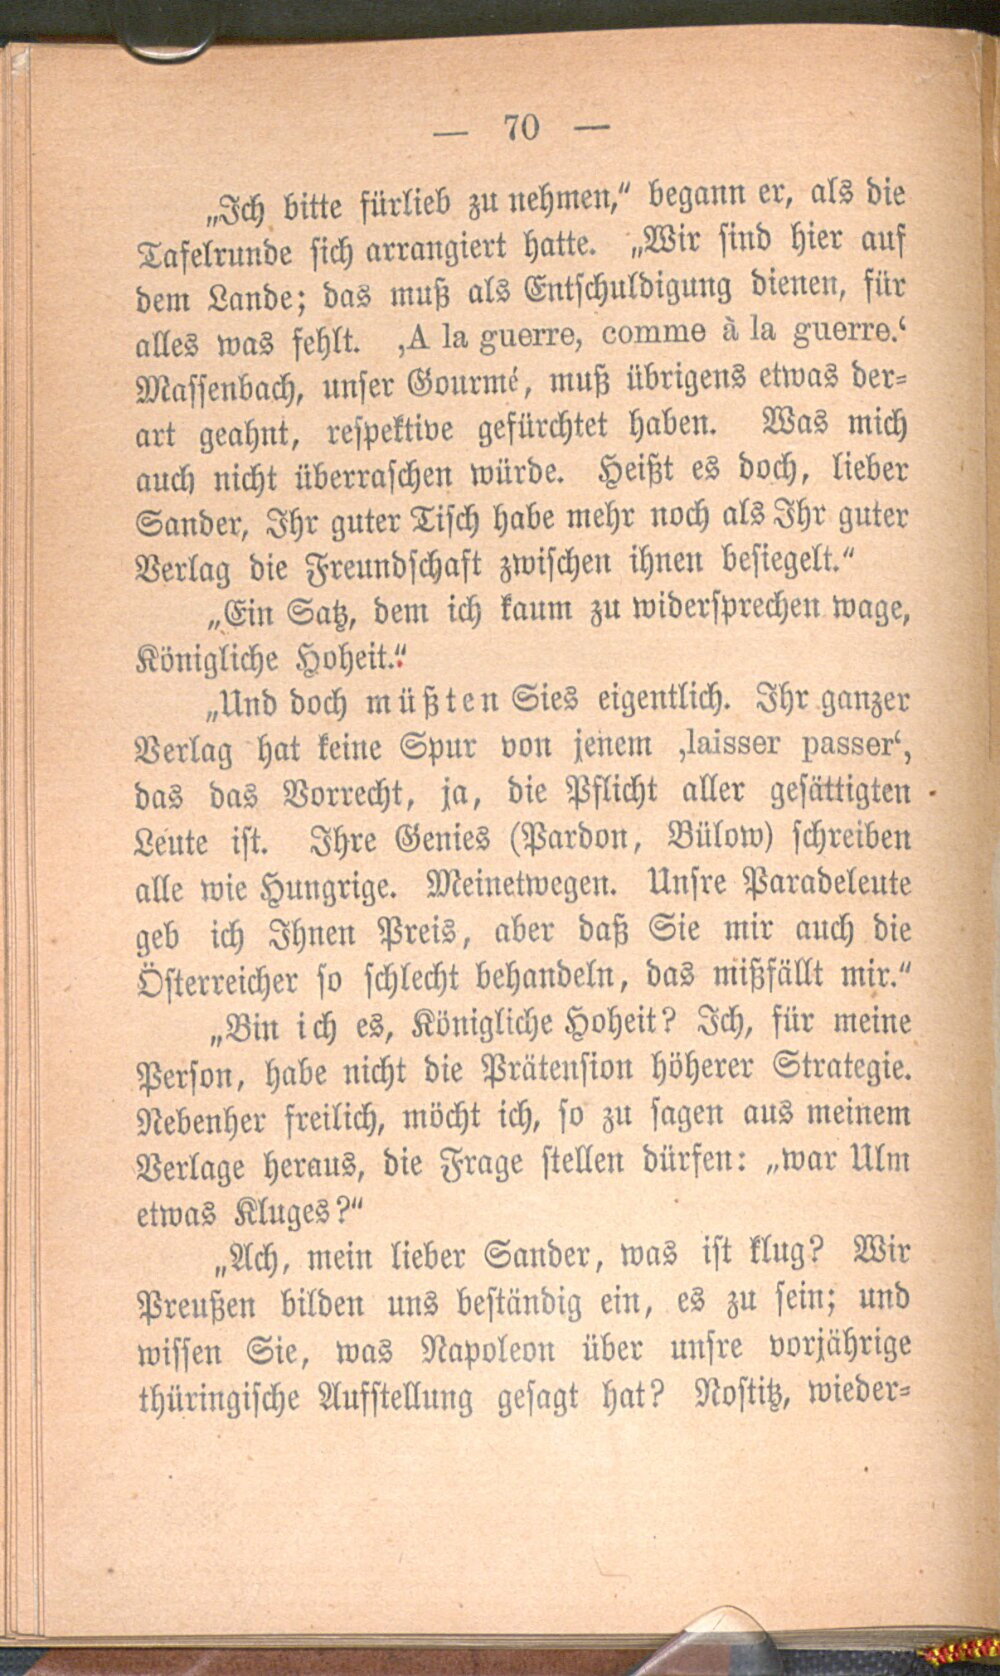 — 70 —
„Ich bitte fürlieb zu nehmen,“ begann er, als die
Tafelrunde sich arrangiert hatte. „Wir sind hier auf
dem Lande; das muß als Entschuldigung dienen, für
alles was fehlt. ‚A la guerre, comme à la guerre.‘
Massenbach, unser Gourmé, muß übrigens etwas der-
art geahnt, respektive gefürchtet haben. Was mich
auch nicht überraschen würde. Heißt es doch, lieber
Sander, Ihr guter Tisch habe mehr noch als Ihr guter
Verlag die Freundschaft zwischen ihnen besiegelt.“
„Ein Satz, dem ich kaum zu widersprechen wage,
Königliche Hoheit.“
„Und doch müßten Sies eigentlich. Ihr ganzer
Verlag hat keine Spur von jenem ‚laisser passer‘,
das das Vorrecht, ja, die Pflicht aller gesättigten
Leute ist. Ihre Genies (Pardon, Bülow) schreiben
alle wie Hungrige. Meinetwegen. Unsre Paradeleute
geb ich Ihnen Preis, aber daß Sie mir auch die
Österreicher so schlecht behandeln, das mißfällt mir.“
„Bin ich es, Königliche Hoheit? Ich, für meine
Person, habe nicht die Prätension höherer Strategie.
Nebenher freilich, möcht ich, so zu sagen aus meinem
Verlage heraus, die Frage stellen dürfen: „war Ulm
etwas Kluges?“
„Ach, mein lieber Sander, was ist klug? Wir
Preußen bilden uns beständig ein, es zu sein; und
wissen Sie, was Napoleon über unsre vorjährige
thüringische Aufstellung gesagt hat? Nostitz, wieder-